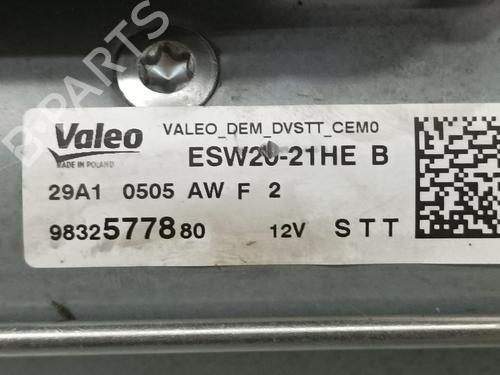 Valeo
MADE IN POLAND
VALEO_DEM_DVSTT_CEM0
ESW20-21HE B
29A1 0505 AW F 2
9832577880 12V STT
B-PARTS